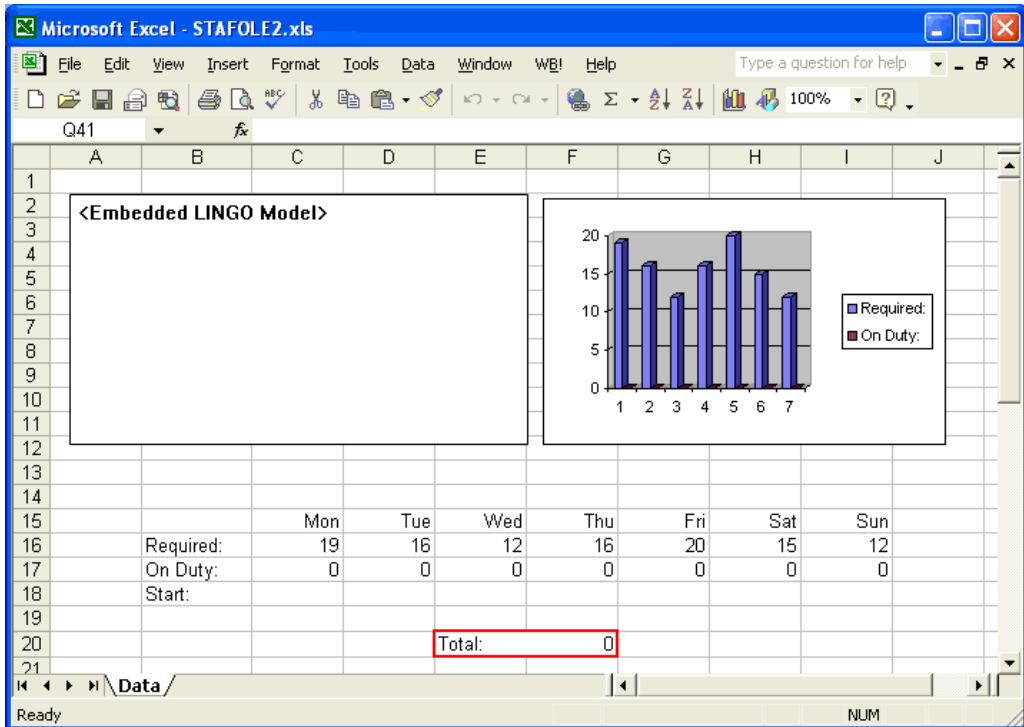 Microsoft Excel - STAFOLE2.xls
File Edit View Insert Format Tools Data Window WB! Help Type a question for help
ABC Σ A Z Z A 100% ?
Q41 fx
A B C D E F G H I J
1
2 <Embedded LINGO Model>
3
4
5
6
7
8
9
10
11
12
13
14
20
15
10
5
0
1 2 3 4 5 6 7
Required:
On Duty:
15 Mon Tue Wed Thu Fri Sat Sun
16 Required: 19 16 12 16 20 15 12
17 On Duty: 0 0 0 0 0 0 0
18 Start:
19
20 Total: 0
21
Data
Ready NUM